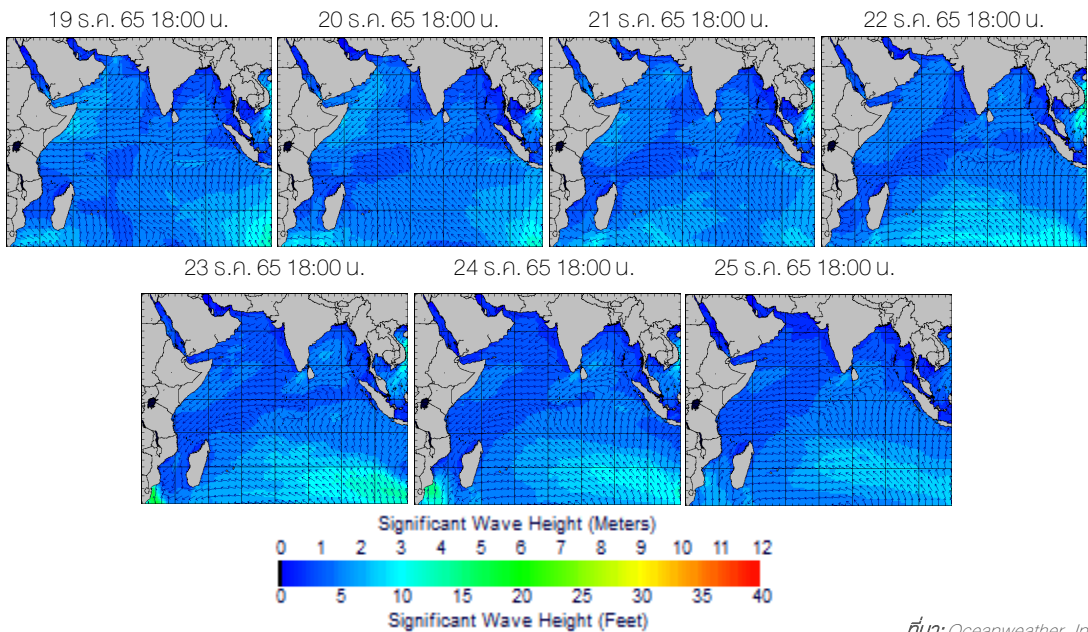 19 ธ.ค. 65 18:00 น. 20 ธ.ค. 65 18:00 น. 21 ธ.ค. 65 18:00 น. 22 ธ.ค. 65 18:00 น.
23 ธ.ค. 65 18:00 น. 24 ธ.ค. 65 18:00 น. 25 ธ.ค. 65 18:00 น.
Significant Wave Height (Meters)
0 1 2 3 4 5 6 7 8 9 10 11 12
0 5 10 15 20 25 30 35 40
Significant Wave Height (Feet)
ที่มา: Oceanweather